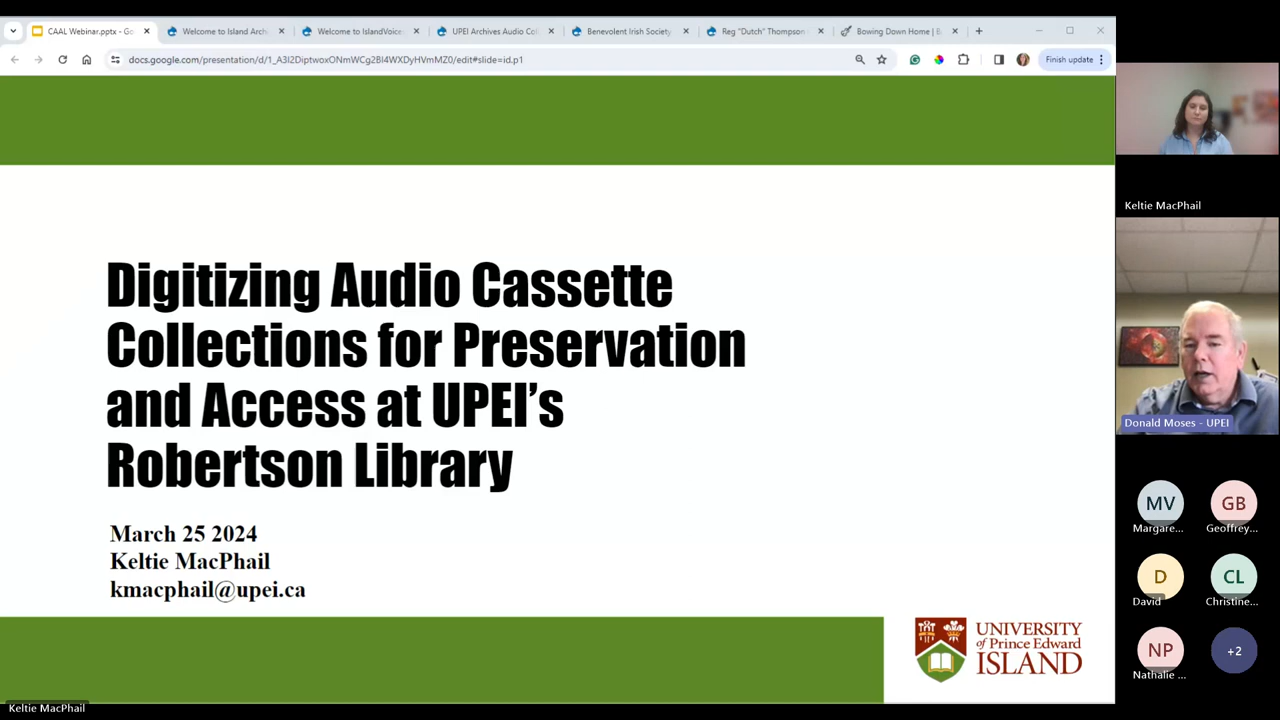 CAAL Webinar.pptx - Go
Welcome to Island Arch
Welcome to IslandVoice
UPEI Archives Audio Col
Benevolent Irish Society
Reg "Dutch" Thompson
Bowing Down Home | B
docs.google.com/presentation/d/1_A3I2DiptwoxONmWCg2BI4WXDyHVmMZ0/edit#slide=id.p1
Finish update
Digitizing Audio Cassette
Collections for Preservation
and Access at UPEI's
Robertson Library
March 25 2024
Keltie MacPhail
kmacphail@upei.ca
UNIVERSITY
of Prince Edward
ISLAND
Keltie MacPhail
Keltie MacPhail
Donald Moses - UPEI
MV
Margare...
GB
Geoffrey...
D
David
CL
Christine...
NP
Nathalie ...
+2